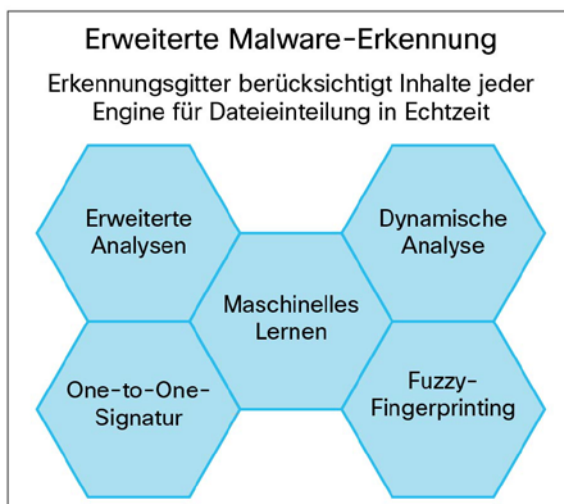 Erweiterte Malware-Erkennung
Erkennungsgitter berücksichtigt Inhalte jeder
Engine für Dateieinteilung in Echtzeit
Erweiterte
Analysen
Dynamische
Analyse
Maschinelles
Lernen
One-to-One-
Signatur
Fuzzy-
Fingerprinting